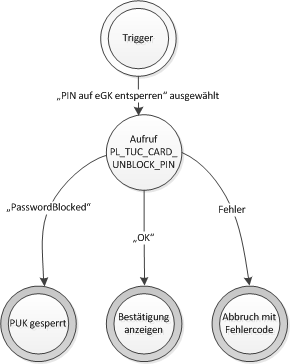 Trigger
„PIN auf eGK entsperren“ ausgewählt
Aufruf
PL_TUC_CARD_
UNBLOCK_PIN
„PasswordBlocked“
Fehler
„OK“
PUK gesperrt
Bestätigung
anzeigen
Abbruch mit
Fehlercode